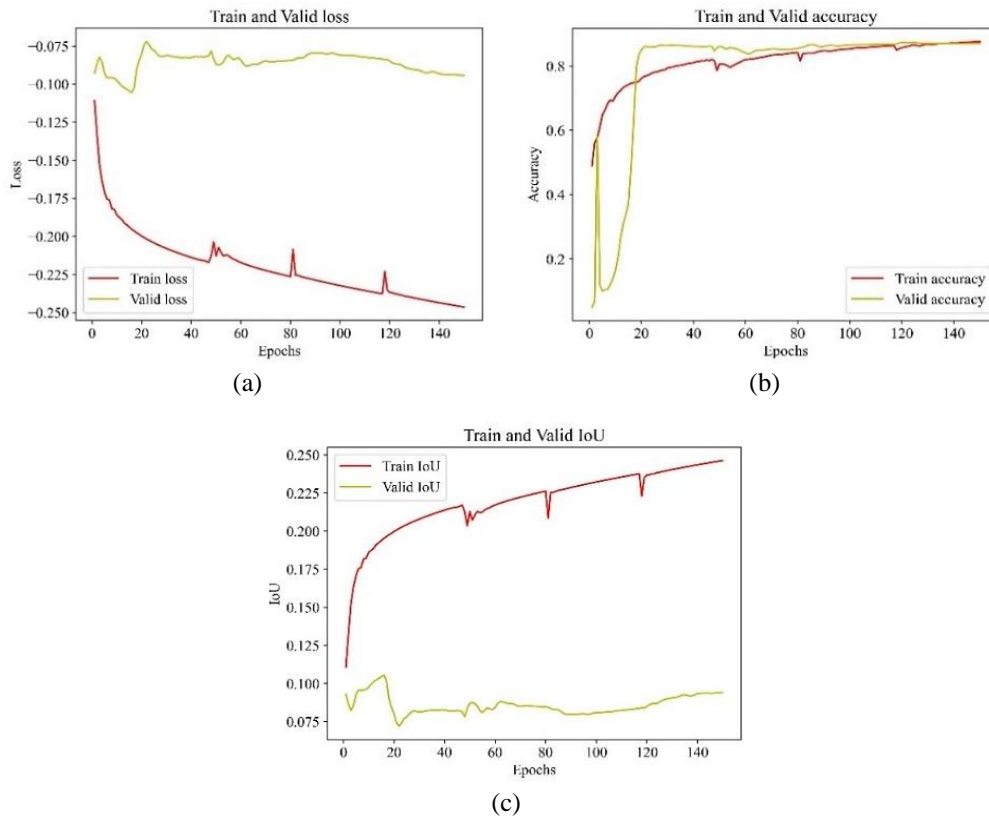 Train and Valid loss
−0.075
−0.100
−0.125
−0.150
−0.175
−0.200
−0.225
−0.250
Loss
Train loss
Valid loss
0 20 40 60 80 100 120 140
Epochs
(a)
Train and Valid accuracy
0.8
0.6
0.4
0.2
Accuracy
Train accuracy
Valid accuracy
0 20 40 60 80 100 120 140
Epochs
(b)
Train and Valid IoU
0.250
0.225
0.200
0.175
0.150
0.125
0.100
0.075
IoU
Train IoU
Valid IoU
0 20 40 60 80 100 120 140
Epochs
(c)